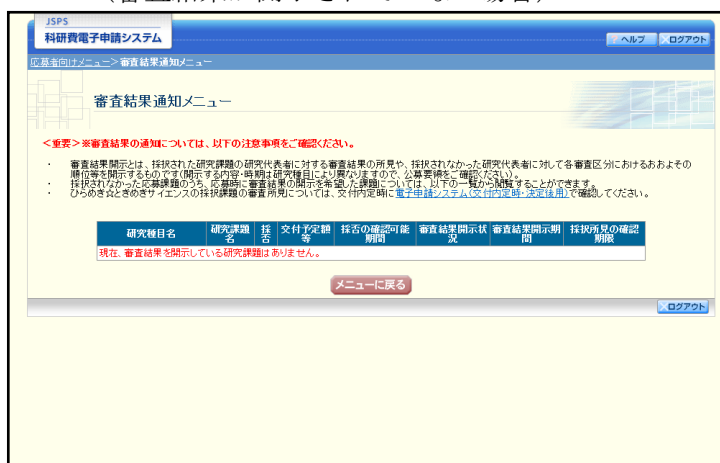 （審査結果が開示されていない場合）
JSPS
科研費電子申請システム
ヘルプ
ログアウト
応募者向けメニュー＞審査結果通知メニュー
審査結果通知メニュー
＜重要＞※審査結果の通知については、以下の注意事項をご確認ください。
・ 審査結果開示とは、採択された研究課題の研究代表者に対する審査結果の所見や、採択されなかった研究代表者に対して各審査区分におけるおおよその
順位等を開示するものです(開示する内容・時期は研究種目により異なりますので、公募要領をご確認ください)。
・ 採択されなかった応募課題のうち、応募時に審査結果の開示を希望した課題については、以下の一覧から閲覧することができます。
・ ひらめき☆ときめきサイエンスの採択課題の審査所見については、交付内定時に電子申請システム(交付内定時・決定後用)で確認してください。
研究種目名 研究課題名 採否 交付予定額等 採否の確認可能期間 審査結果開示状況 審査結果開示期間 採択所見の確認期限
現在、審査結果を開示している研究課題はありません。
メニューに戻る
ログアウト